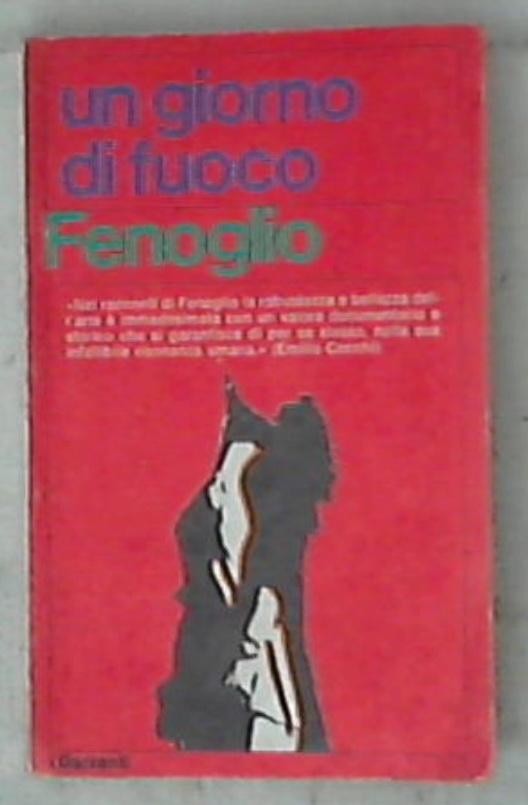 un giorno
di fuoco
Fenoglio
«Nei racconti di Fenoglio la robustezza e bellezza del-
l'arte è immedesimata con un valore documentario e
storico che si garantisce di per se stesso, nella sua
infallibile risonanza umana.» (Emilio Cecchi)
Garzanti